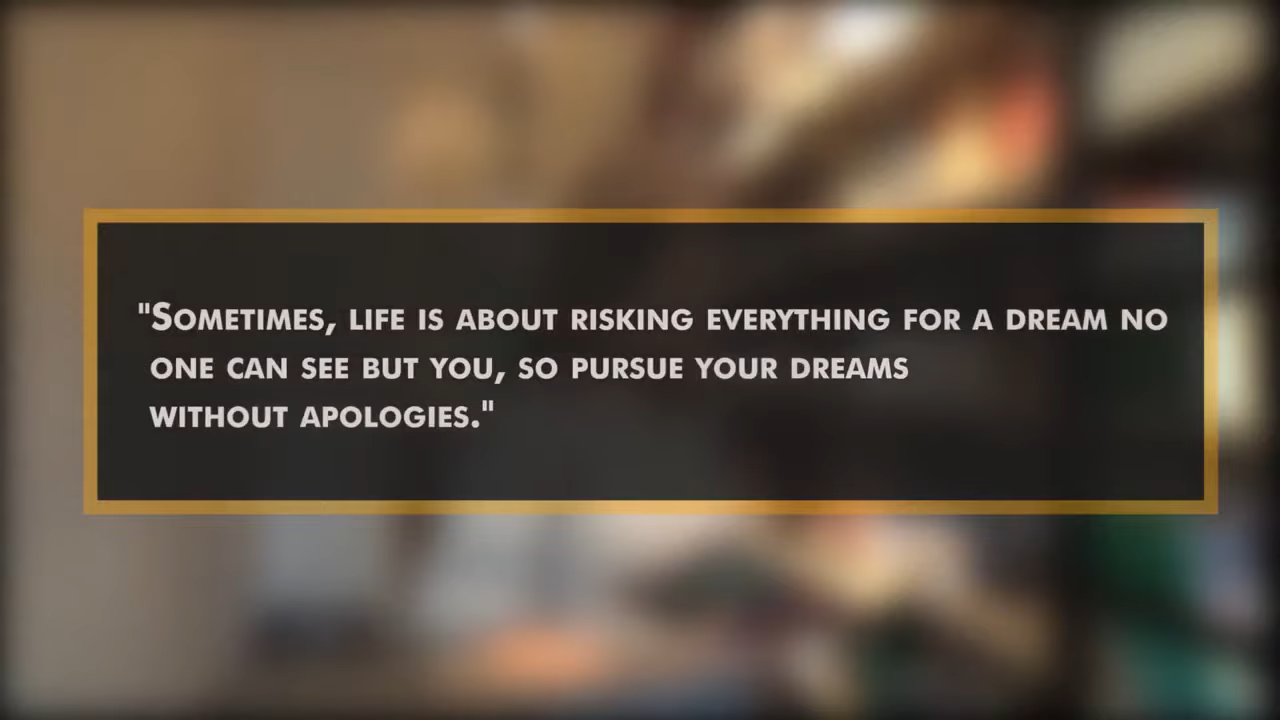 "Sometimes, life is about risking everything for a dream no
one can see but you, so pursue your dreams
without apologies."